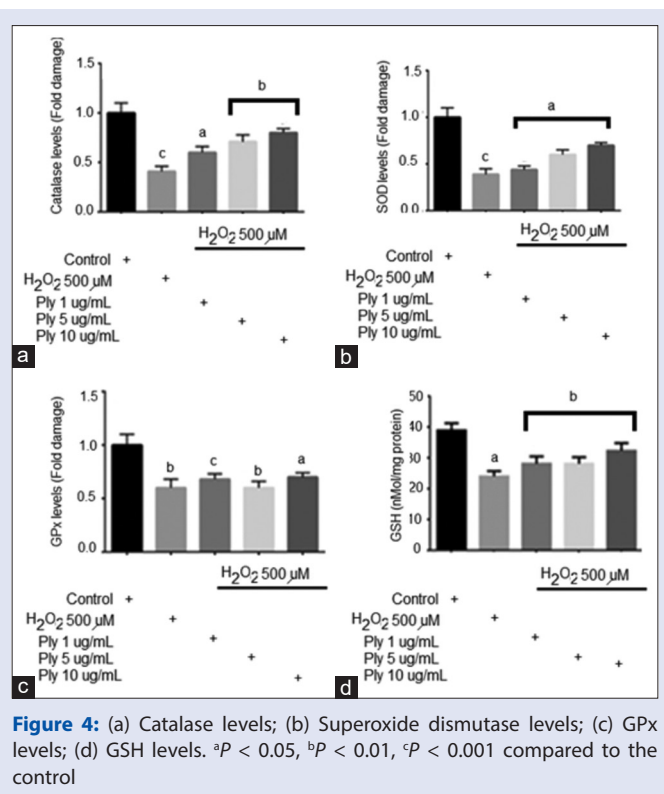 1.5
1.0
0.5
0.0
Catalase levels (Fold damage)
c
a
b
H₂O₂ 500 µM
Control +
H₂O₂ 500 µM +
Ply 1 ug/mL +
Ply 5 ug/mL +
Ply 10 ug/mL +
a
1.5
1.0
0.5
0.0
SOD levels (Fold damage)
c
a
H₂O₂ 500 µM
Control +
H₂O₂ 500 µM +
Ply 1 ug/mL +
Ply 5 ug/mL +
Ply 10 ug/mL +
b
1.5
1.0
0.5
0.0
GPx levels (Fold damage)
b
c
b
a
H₂O₂ 500 µM
Control +
H₂O₂ 500 µM +
Ply 1 ug/mL +
Ply 5 ug/mL +
Ply 10 ug/mL +
c
50
40
30
20
10
0
GSH (nMol/mg protein)
a
b
H₂O₂ 500 µM
Control +
H₂O₂ 500 µM +
Ply 1 ug/mL +
Ply 5 ug/mL +
Ply 10 ug/mL +
d
Figure 4: (a) Catalase levels; (b) Superoxide dismutase levels; (c) GPx
levels; (d) GSH levels. ᵃP < 0.05, ᵇP < 0.01, ᶜP < 0.001 compared to the
control